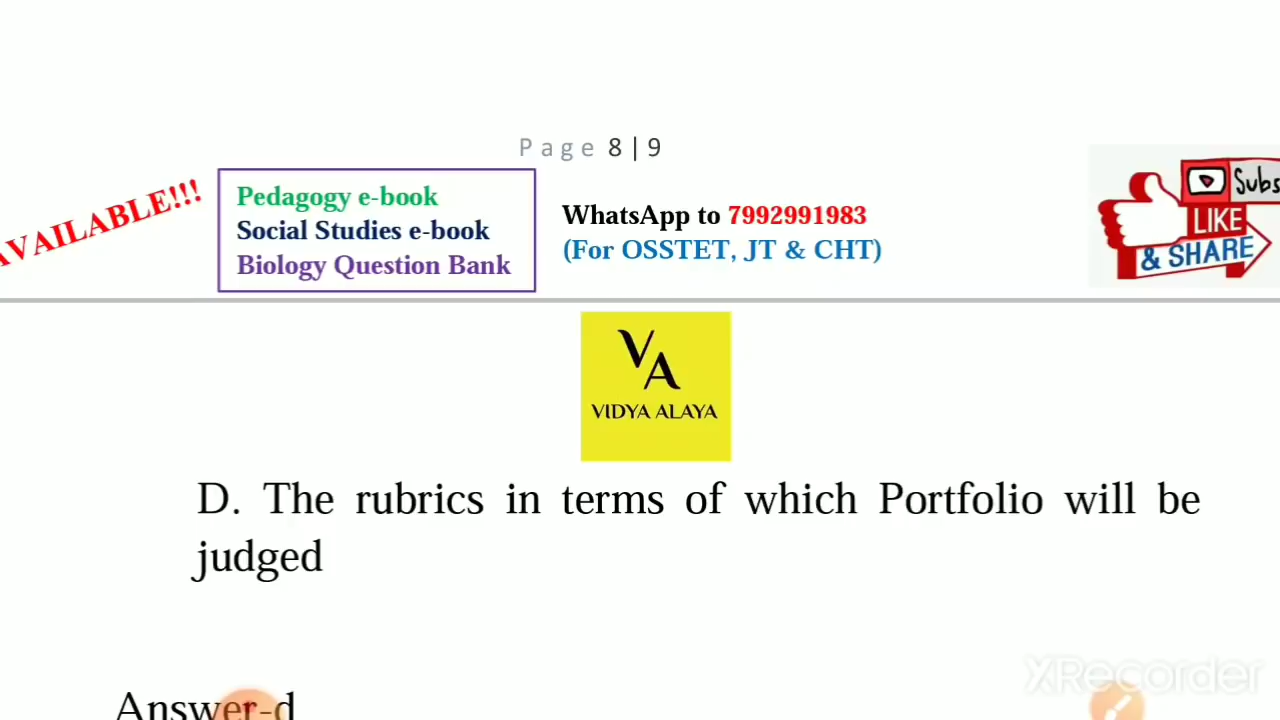 Page 8 | 9
AVAILABLE!!!
Pedagogy e-book
Social Studies e-book
Biology Question Bank
WhatsApp to 7992991983
(For OSSTET, JT & CHT)
Subs
LIKE
& SHARE
VA
VIDYA ALAYA
D. The rubrics in terms of which Portfolio will be
judged
Answer-d
XRecorder